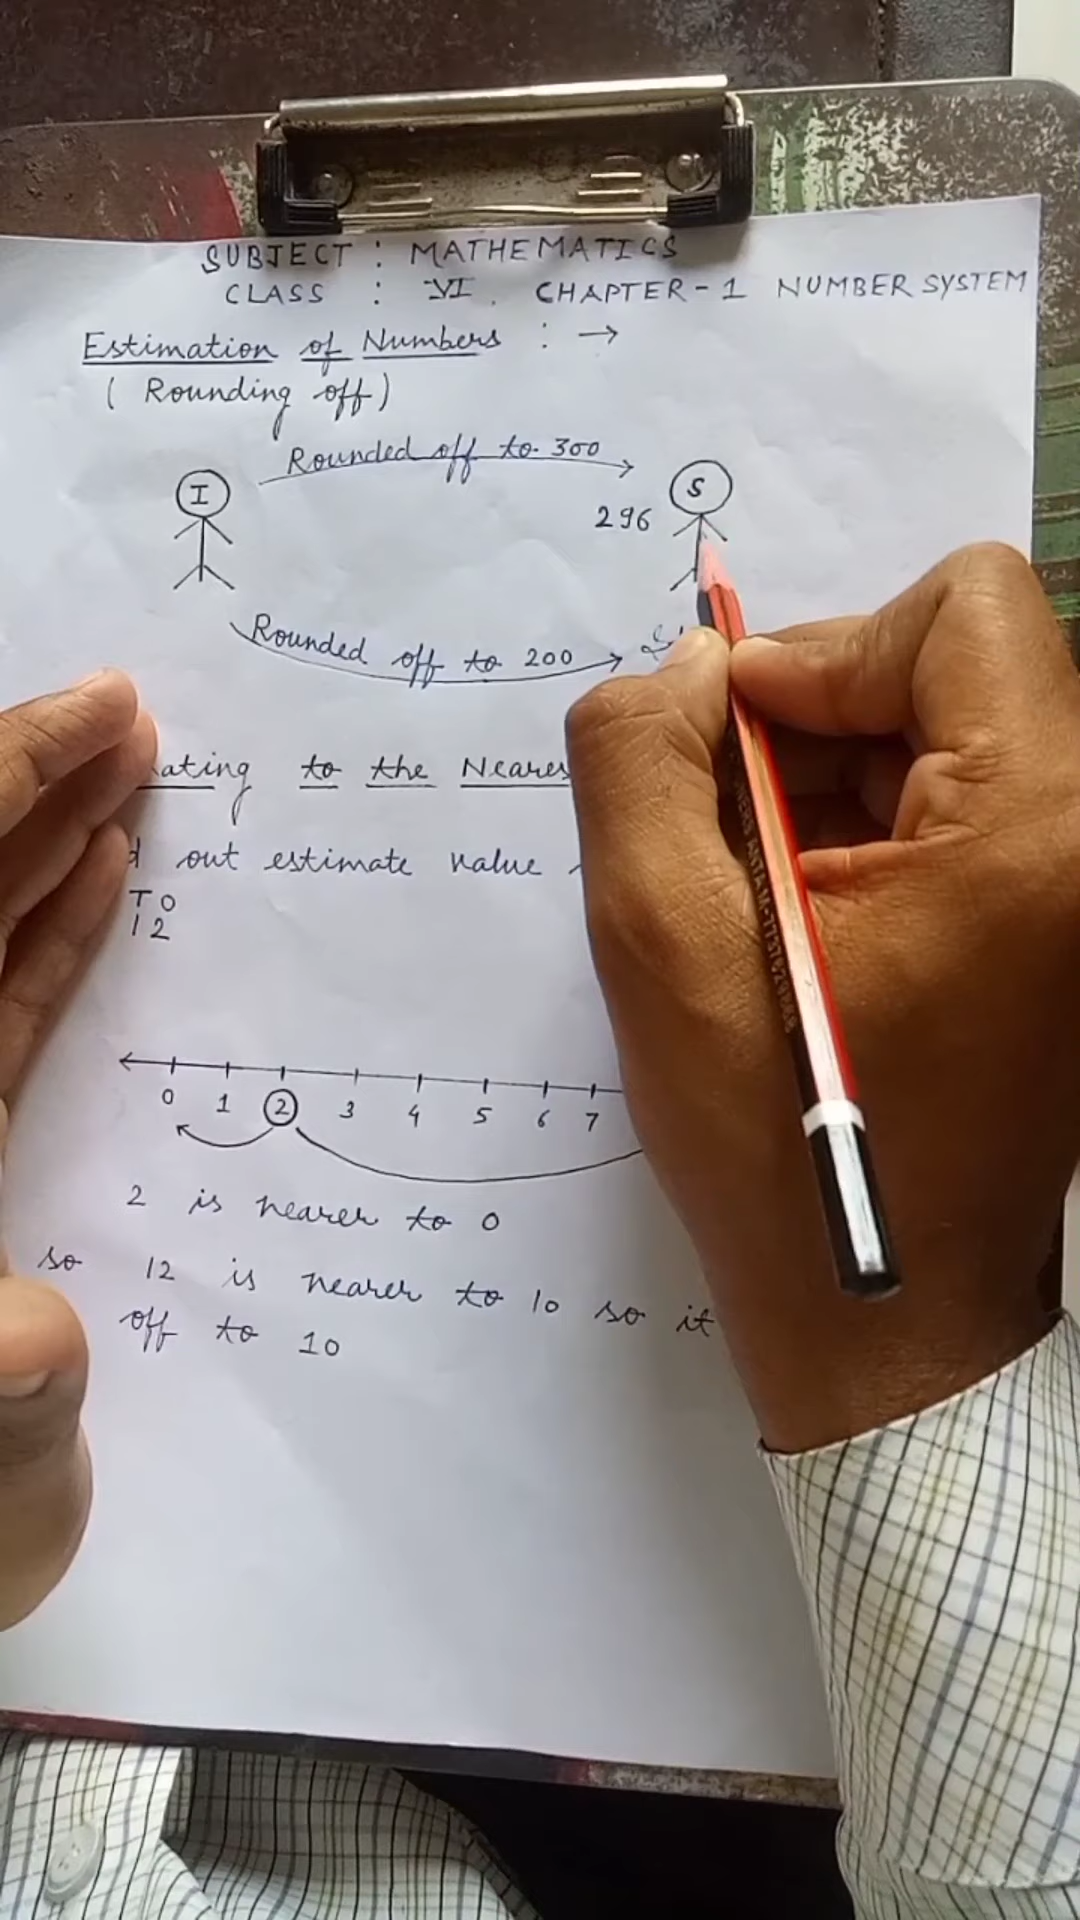 SUBJECT : MATHEMATICS
CLASS : VI, CHAPTER-1 NUMBER SYSTEM
Estimation of Numbers : →
( Rounding off )
Rounded off to 300
I
S
296
Rounded off to 200
to the
out estimate value
T O
1 2
0 1 2 3 4 5 6 7
2 is nearer to 0
so 12 is nearer to 10 so it
off to 10